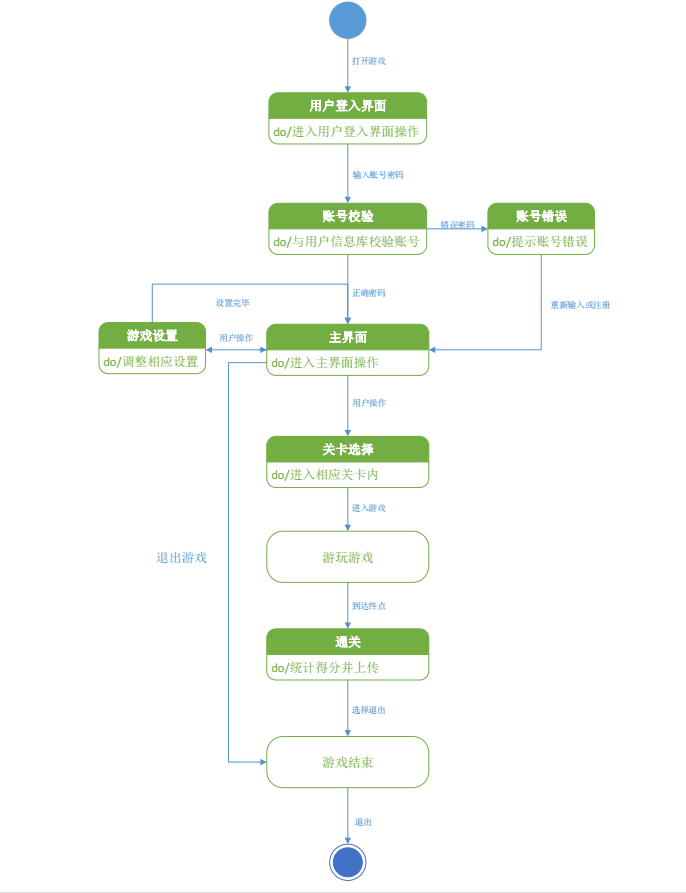 打开游戏
用户登入界面
do/进入用户登入界面操作
输入账号密码
账号校验
do/与用户信息库校验账号
错误密码
账号错误
do/提示账号错误
设置完毕
正确密码
重新输入或注册
游戏设置
do/调整相应设置
用户操作
主界面
do/进入主界面操作
用户操作
关卡选择
do/进入相应关卡内
进入游戏
退出游戏
游玩游戏
到达终点
通关
do/统计得分并上传
选择退出
游戏结束
退出